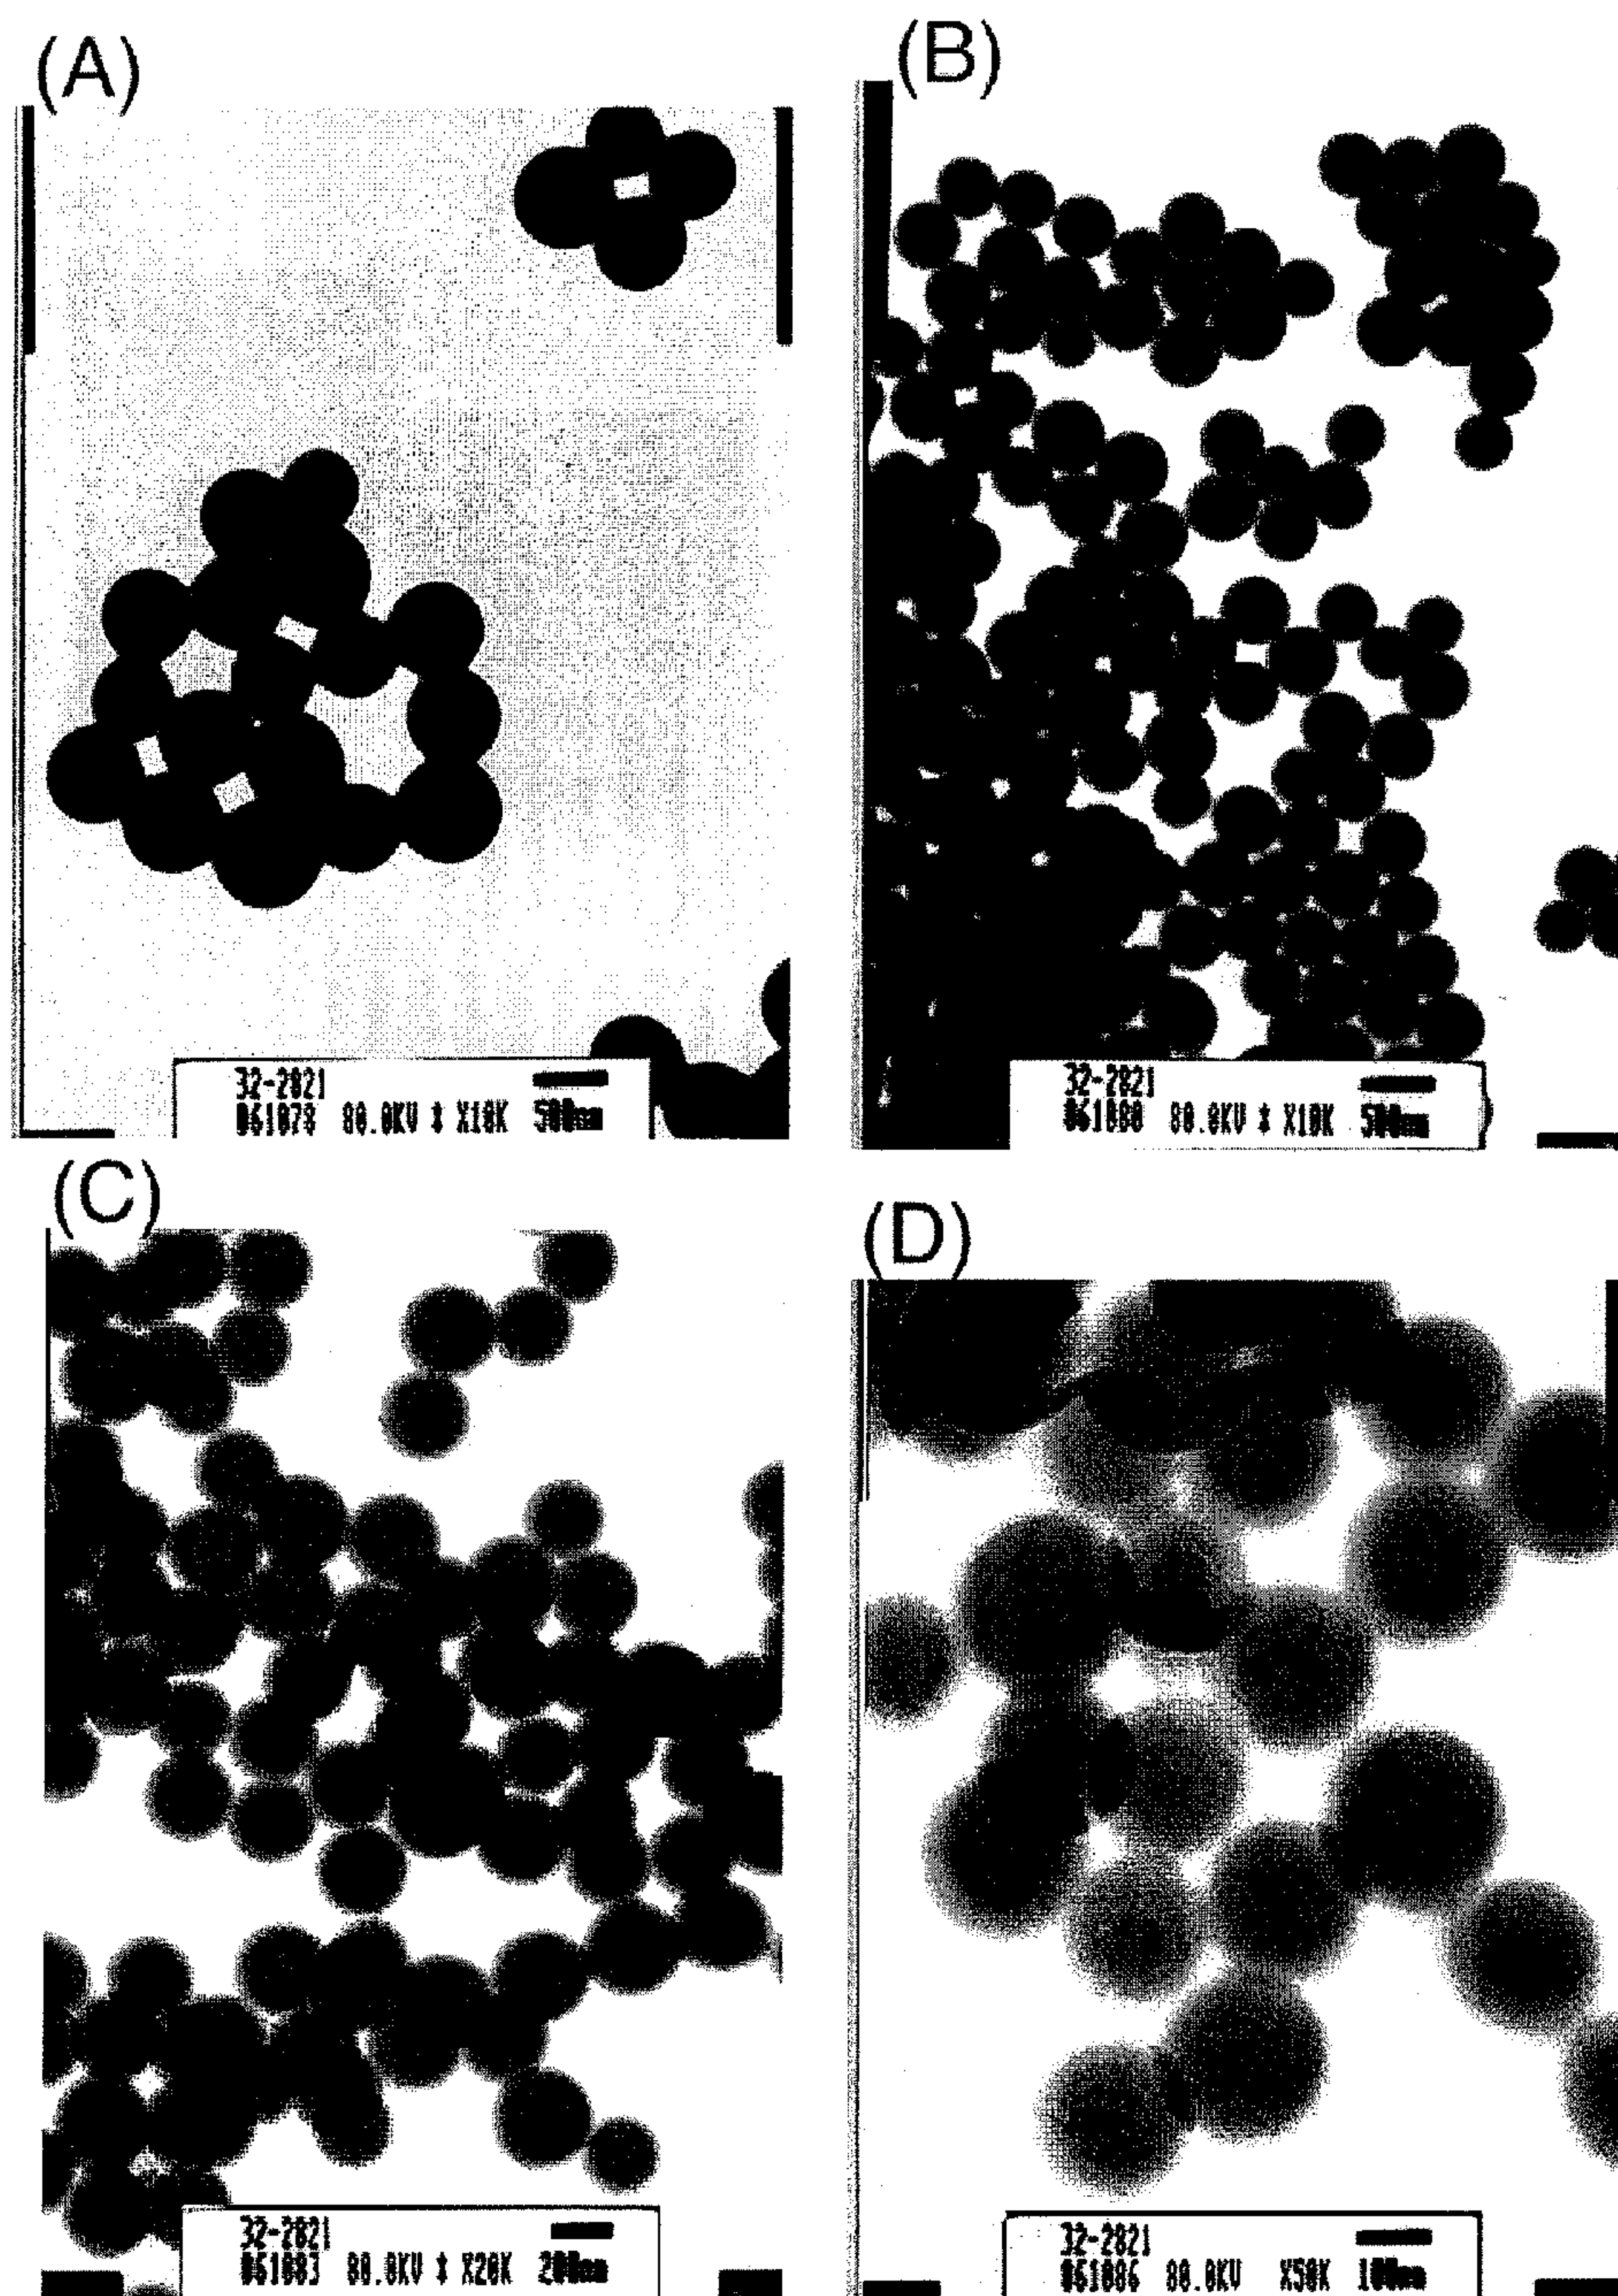 (A)
(B)
32-2821
061078 80.0KV * X10K 500nm
32-2821
061080 80.0KV * X10K 500nm
(C)
(D)
32-2821
061083 80.0KV * X20K 200nm
32-2821
061086 80.0KV X50K 100nm